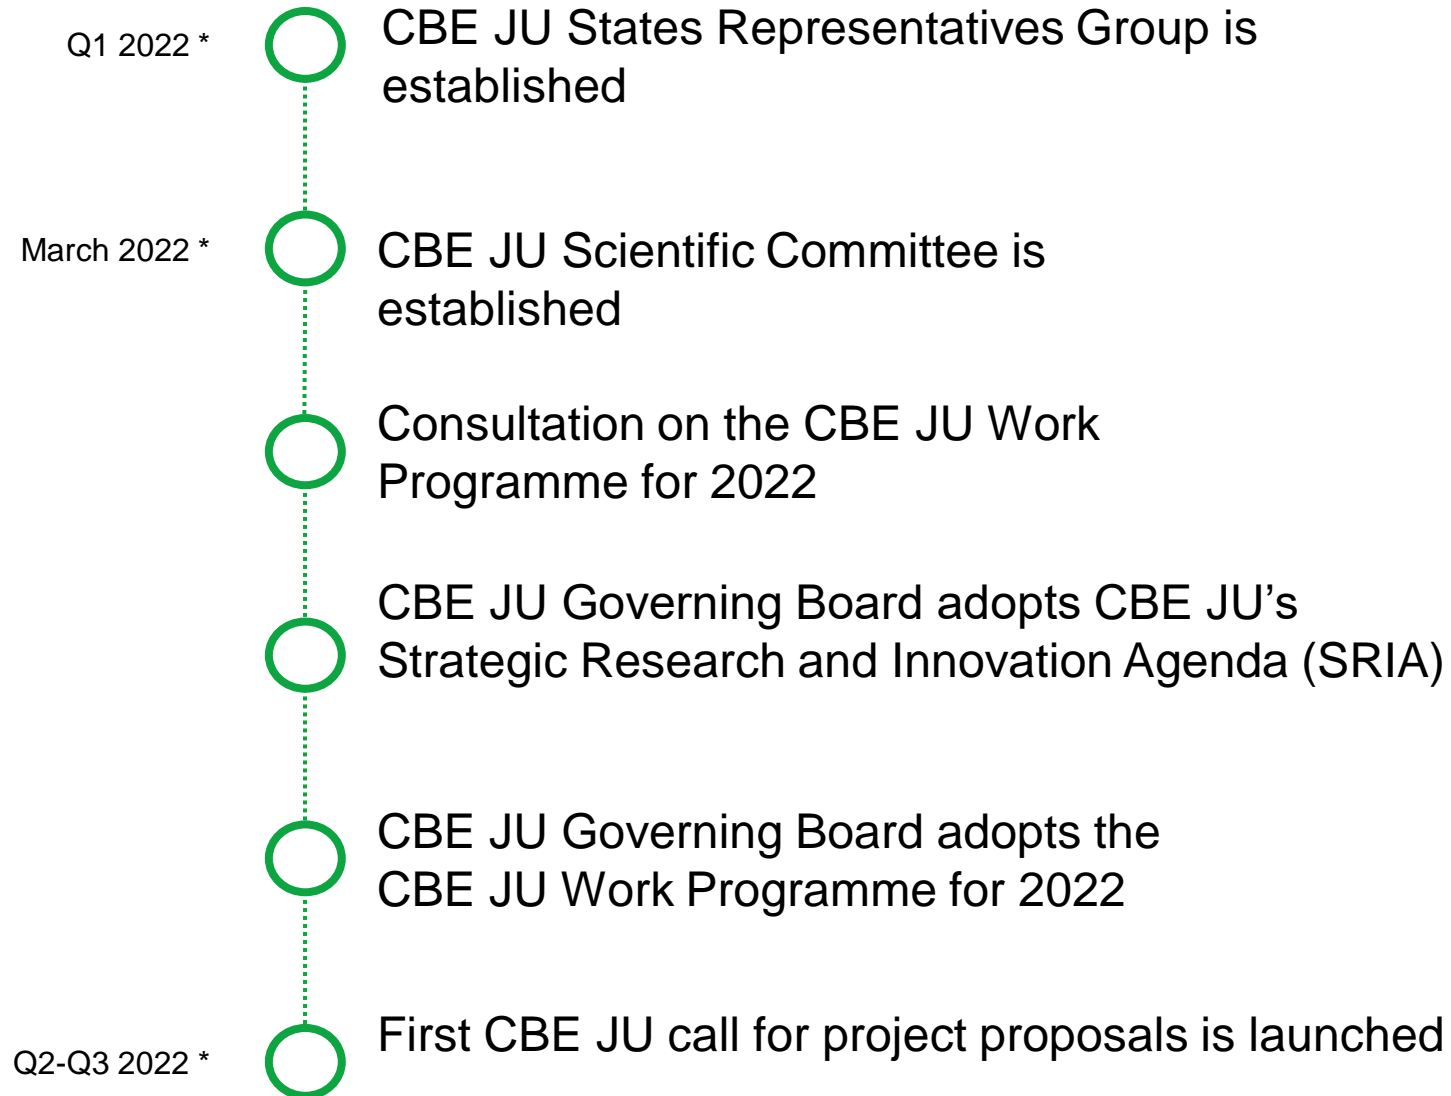 Q1 2022 *
CBE JU States Representatives Group is
established
March 2022 *
CBE JU Scientific Committee is
established
Consultation on the CBE JU Work
Programme for 2022
CBE JU Governing Board adopts CBE JU’s
Strategic Research and Innovation Agenda (SRIA)
CBE JU Governing Board adopts the
CBE JU Work Programme for 2022
Q2-Q3 2022 *
First CBE JU call for project proposals is launched